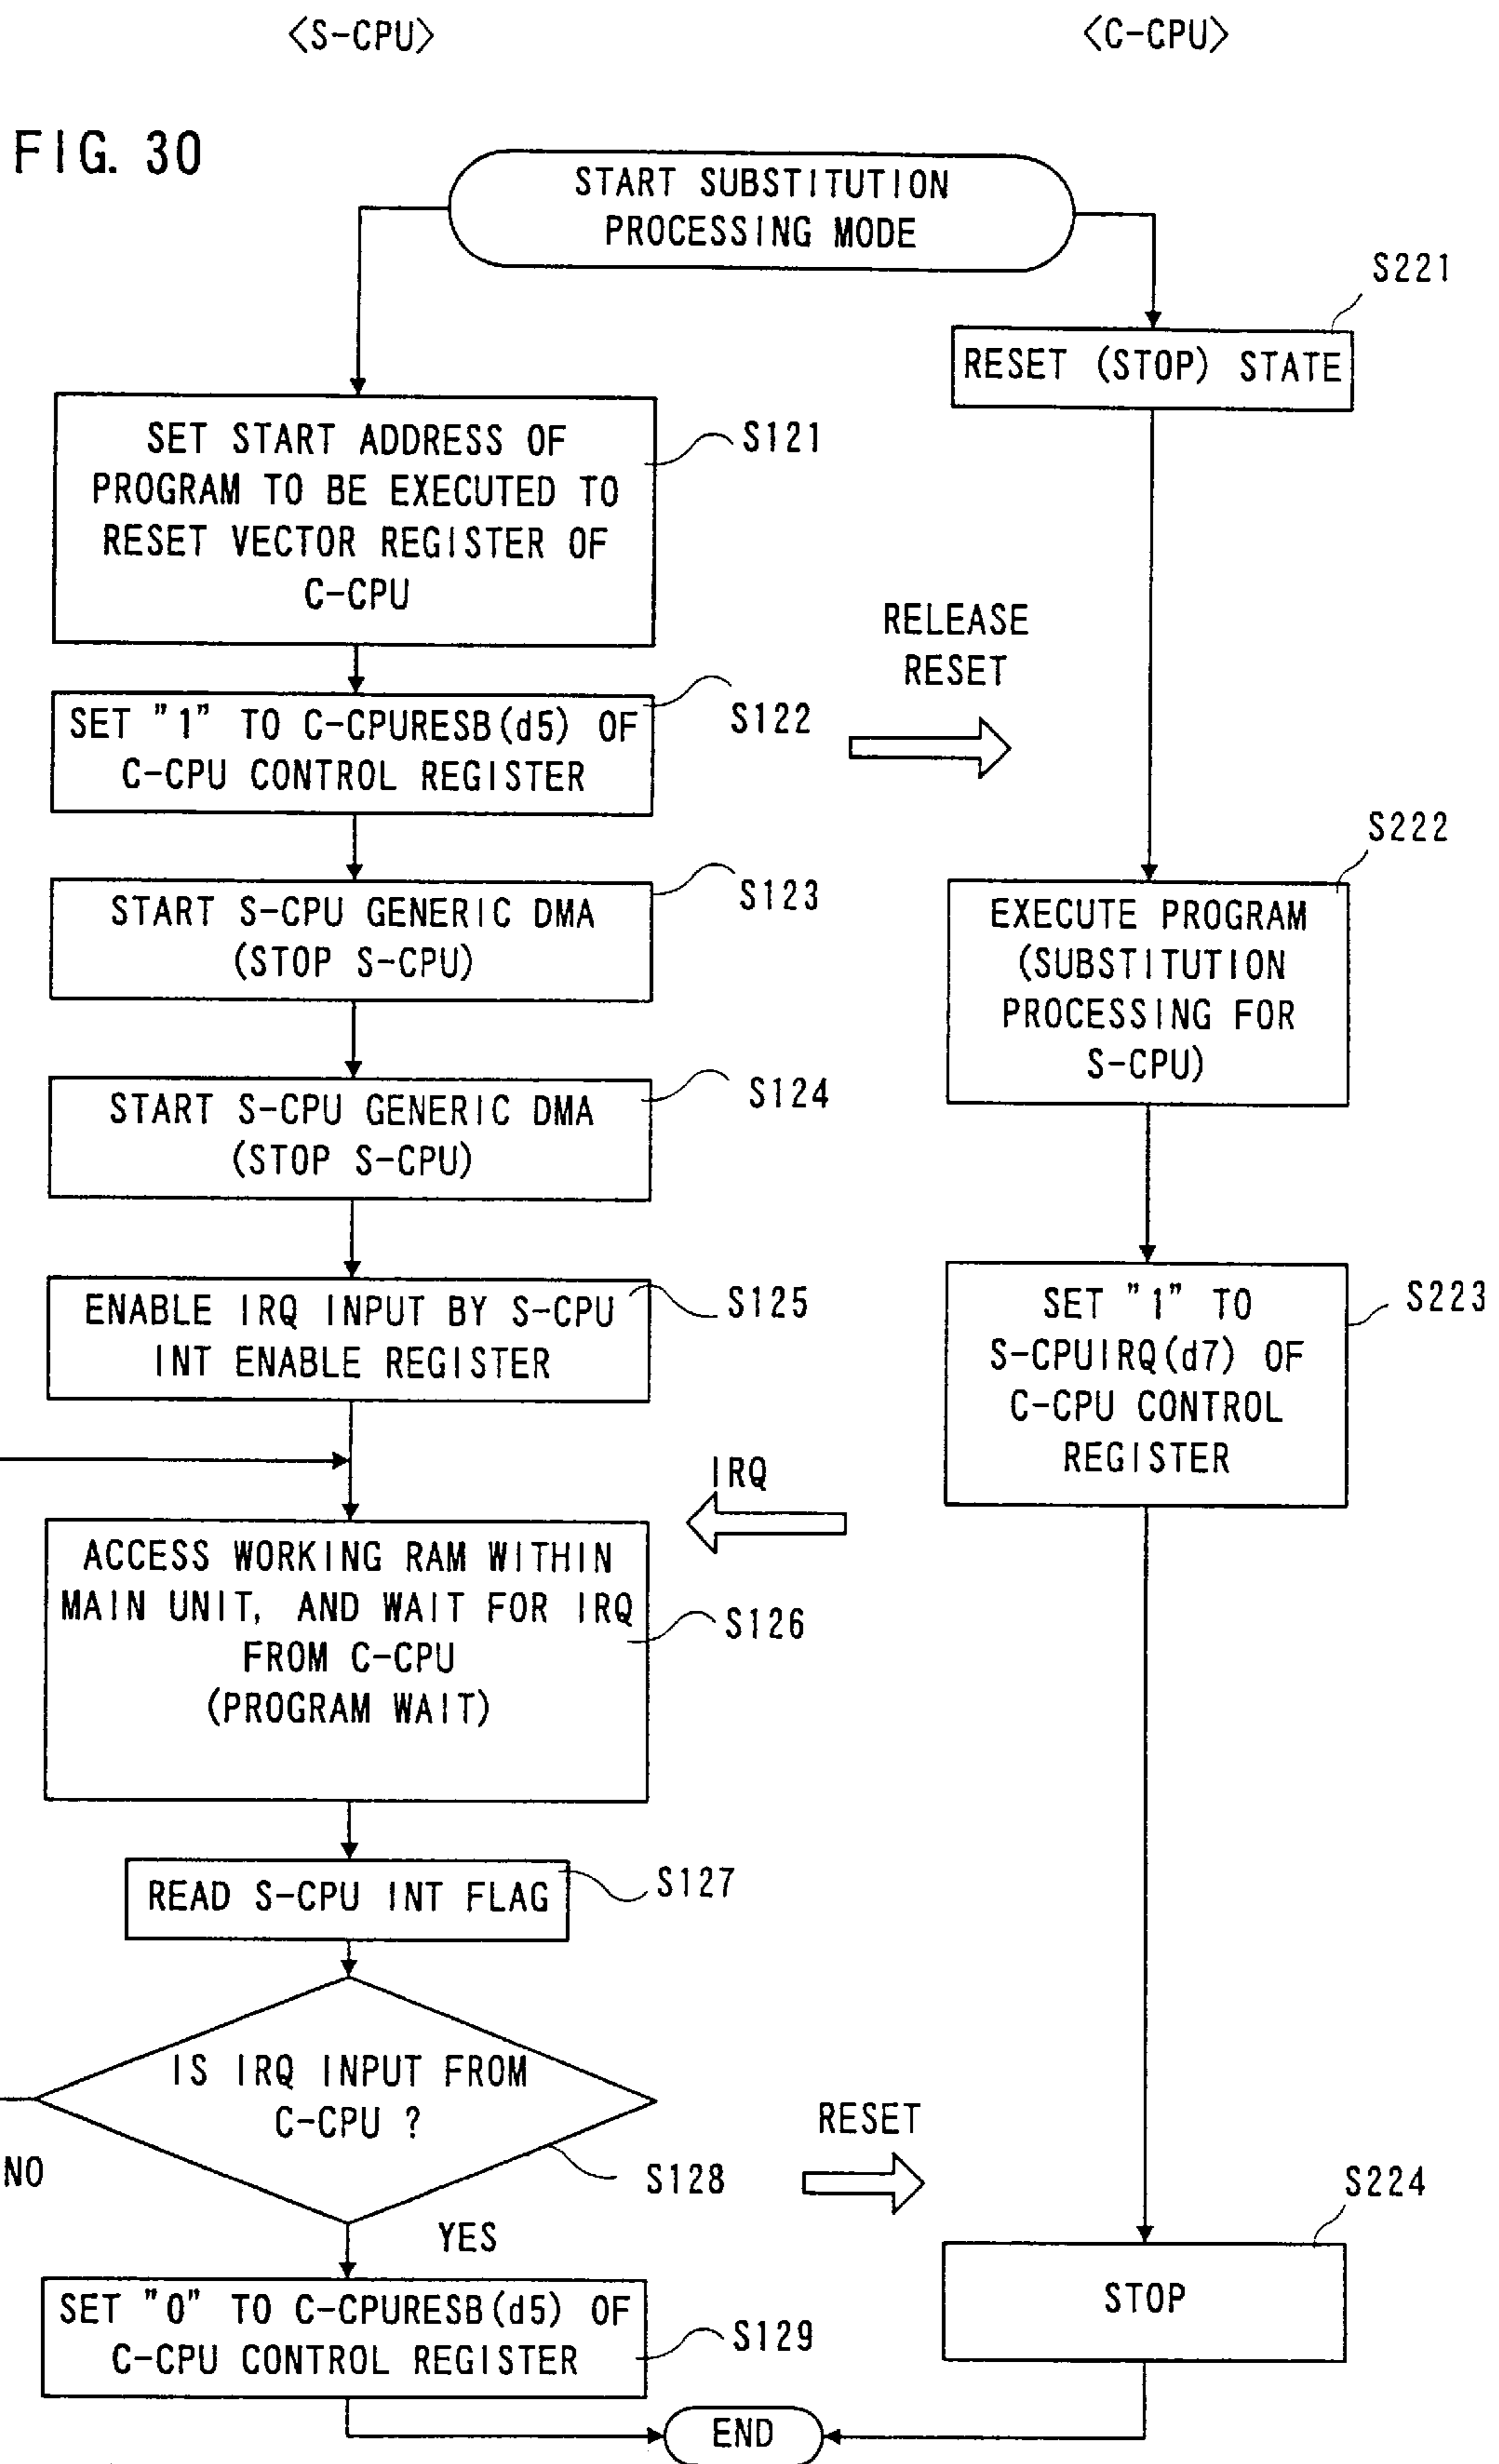 <S-CPU>
<C-CPU>
FIG. 30
START SUBSTITUTION
PROCESSING MODE
S221
RESET (STOP) STATE
SET START ADDRESS OF
PROGRAM TO BE EXECUTED TO
RESET VECTOR REGISTER OF
C-CPU
S121
RELEASE
RESET
SET "1" TO C-CPURESB(d5) OF
C-CPU CONTROL REGISTER
S122
START S-CPU GENERIC DMA
(STOP S-CPU)
S123
S222
EXECUTE PROGRAM
(SUBSTITUTION
PROCESSING FOR
S-CPU)
START S-CPU GENERIC DMA
(STOP S-CPU)
S124
ENABLE IRQ INPUT BY S-CPU
INT ENABLE REGISTER
S125
SET "1" TO
S-CPUIRQ(d7) OF
C-CPU CONTROL
REGISTER
S223
IRQ
ACCESS WORKING RAM WITHIN
MAIN UNIT, AND WAIT FOR IRQ
FROM C-CPU
(PROGRAM WAIT)
S126
READ S-CPU INT FLAG
S127
IS IRQ INPUT FROM
C-CPU ?
S128
NO
YES
RESET
S224
STOP
SET "0" TO C-CPURESB(d5) OF
C-CPU CONTROL REGISTER
S129
END